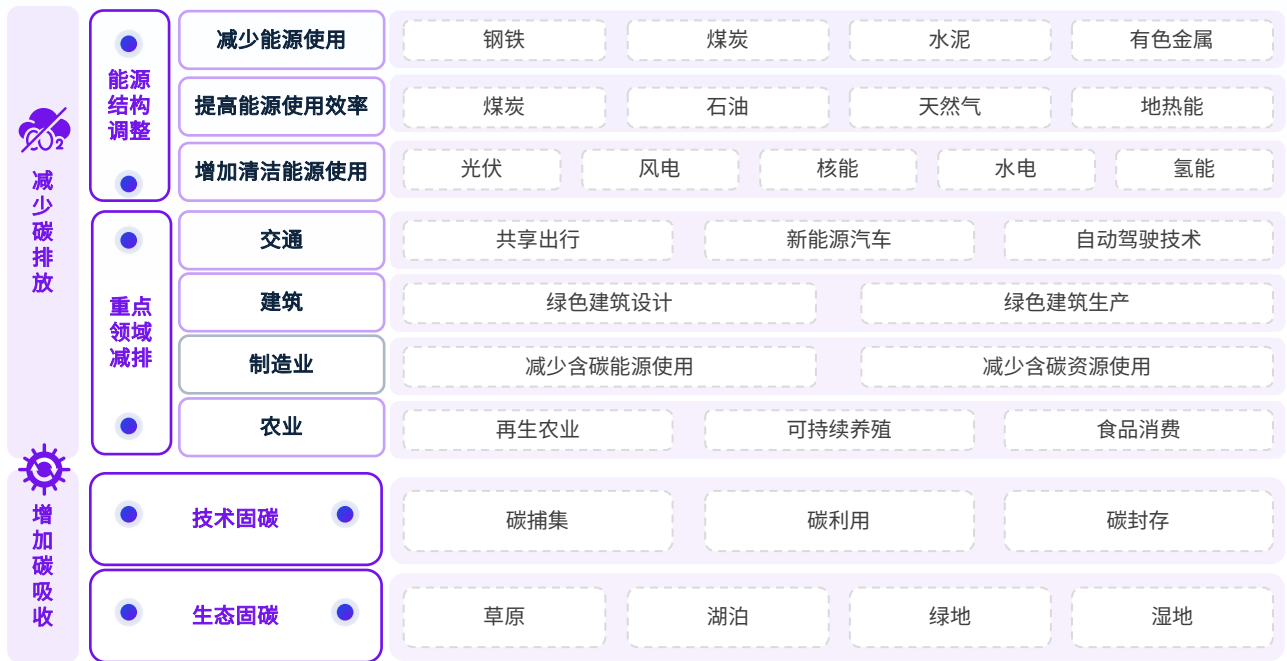 减少碳排放
能源
结构
调整
减少能源使用
钢铁
煤炭
水泥
有色金属
提高能源使用效率
煤炭
石油
天然气
地热能
增加清洁能源使用
光伏
风电
核能
水电
氢能
重点
领域
减排
交通
共享出行
新能源汽车
自动驾驶技术
建筑
绿色建筑设计
绿色建筑生产
制造业
减少含碳能源使用
减少含碳资源使用
农业
再生农业
可持续养殖
食品消费
增加碳吸收
技术固碳
碳捕集
碳利用
碳封存
生态固碳
草原
湖泊
绿地
湿地
CO2